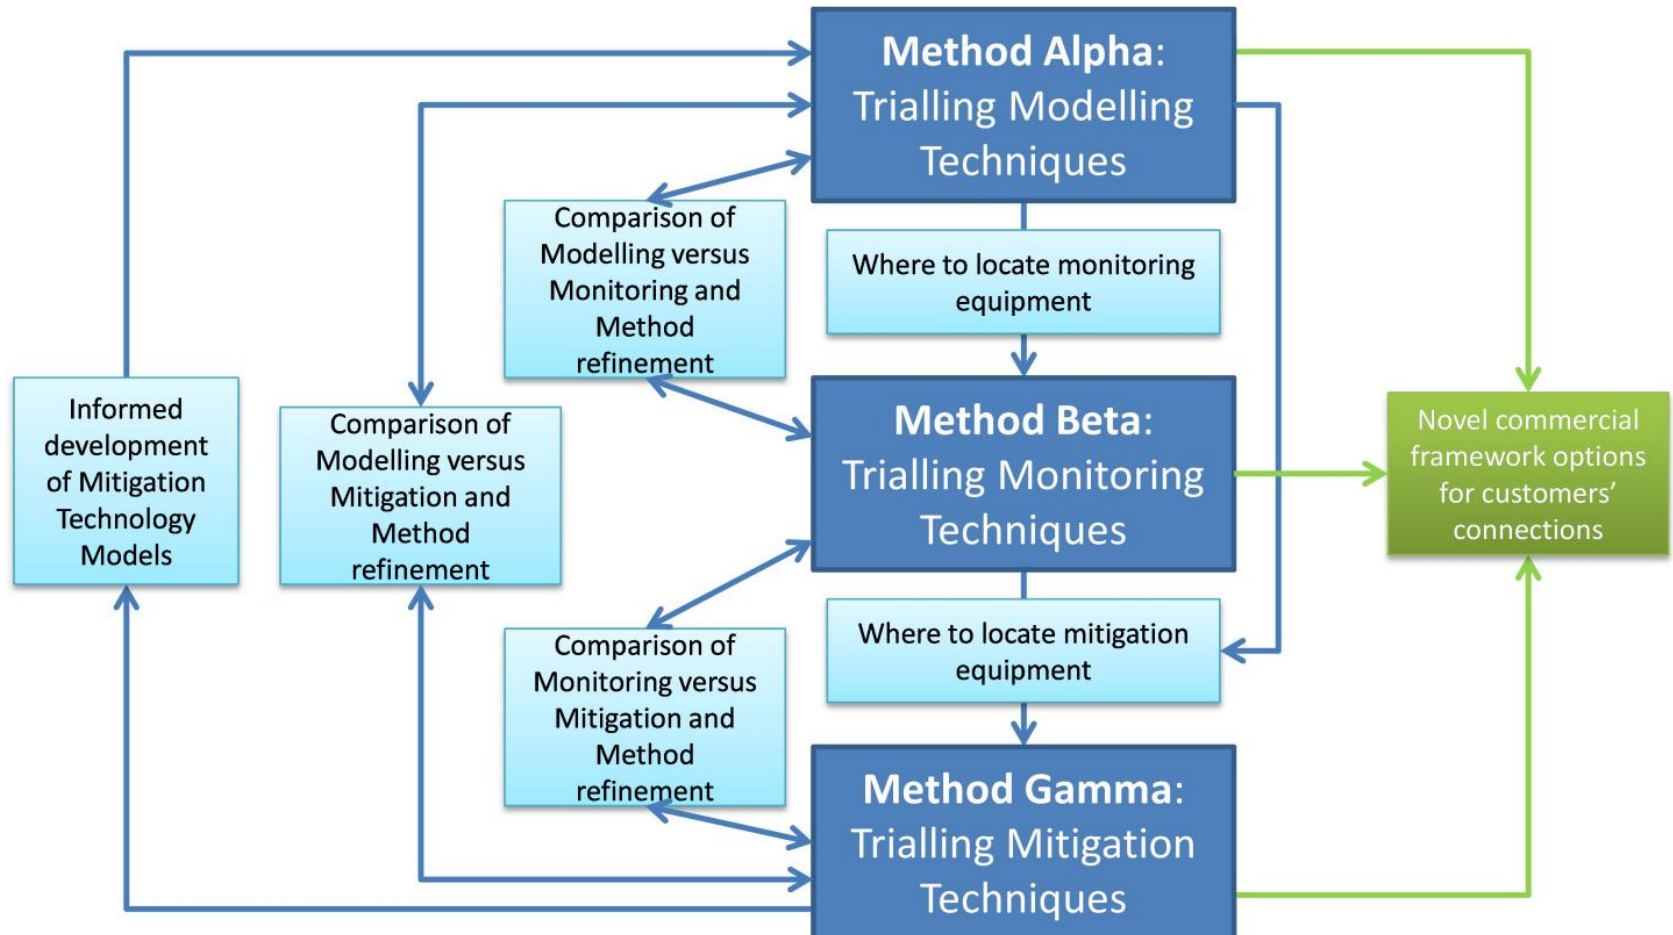 Method Alpha:
Trialling Modelling
Techniques
Comparison of
Modelling versus
Monitoring and
Method
refinement
Where to locate monitoring
equipment
Informed
development
of Mitigation
Technology
Models
Comparison of
Modelling versus
Mitigation and
Method
refinement
Method Beta:
Trialling Monitoring
Techniques
Novel commercial
framework options
for customers’
connections
Comparison of
Monitoring versus
Mitigation and
Method
refinement
Where to locate mitigation
equipment
Method Gamma:
Trialling Mitigation
Techniques